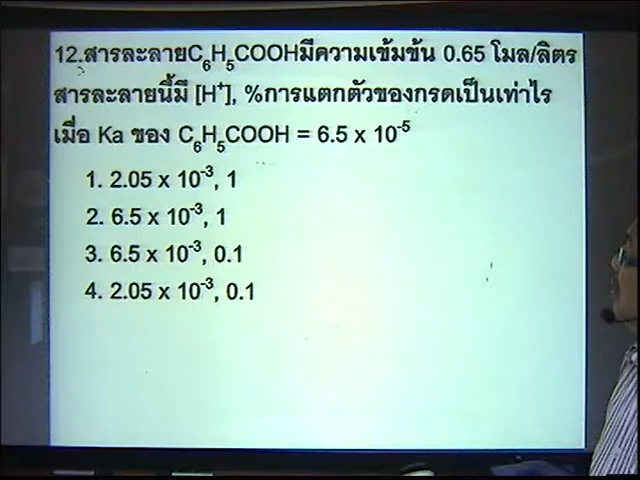 12.สารละลายC6H5COOHมีความเข้มข้น 0.65 โมล/ลิตร
สารละลายนี้มี [H+], %การแตกตัวของกรดเป็นเท่าไร
เมื่อ Ka ของ C6H5COOH = 6.5 x 10-5
1. 2.05 x 10-3, 1
2. 6.5 x 10-3, 1
3. 6.5 x 10-3, 0.1
4. 2.05 x 10-3, 0.1